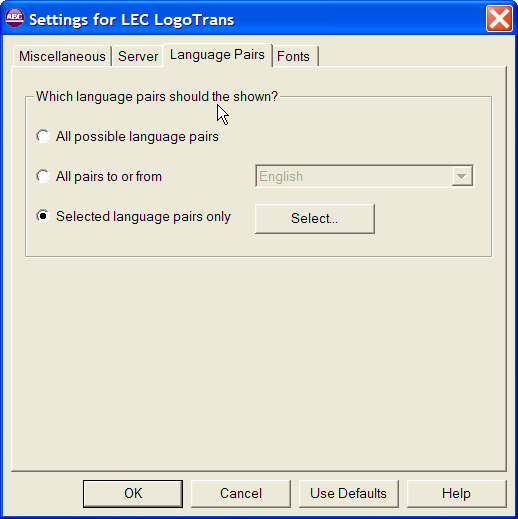 AEC
Settings for LEC LogoTrans
Miscellaneous Server Language Pairs Fonts
Which language pairs should the shown?
All possible language pairs
All pairs to or from English
Selected language pairs only Select...
OK Cancel Use Defaults Help